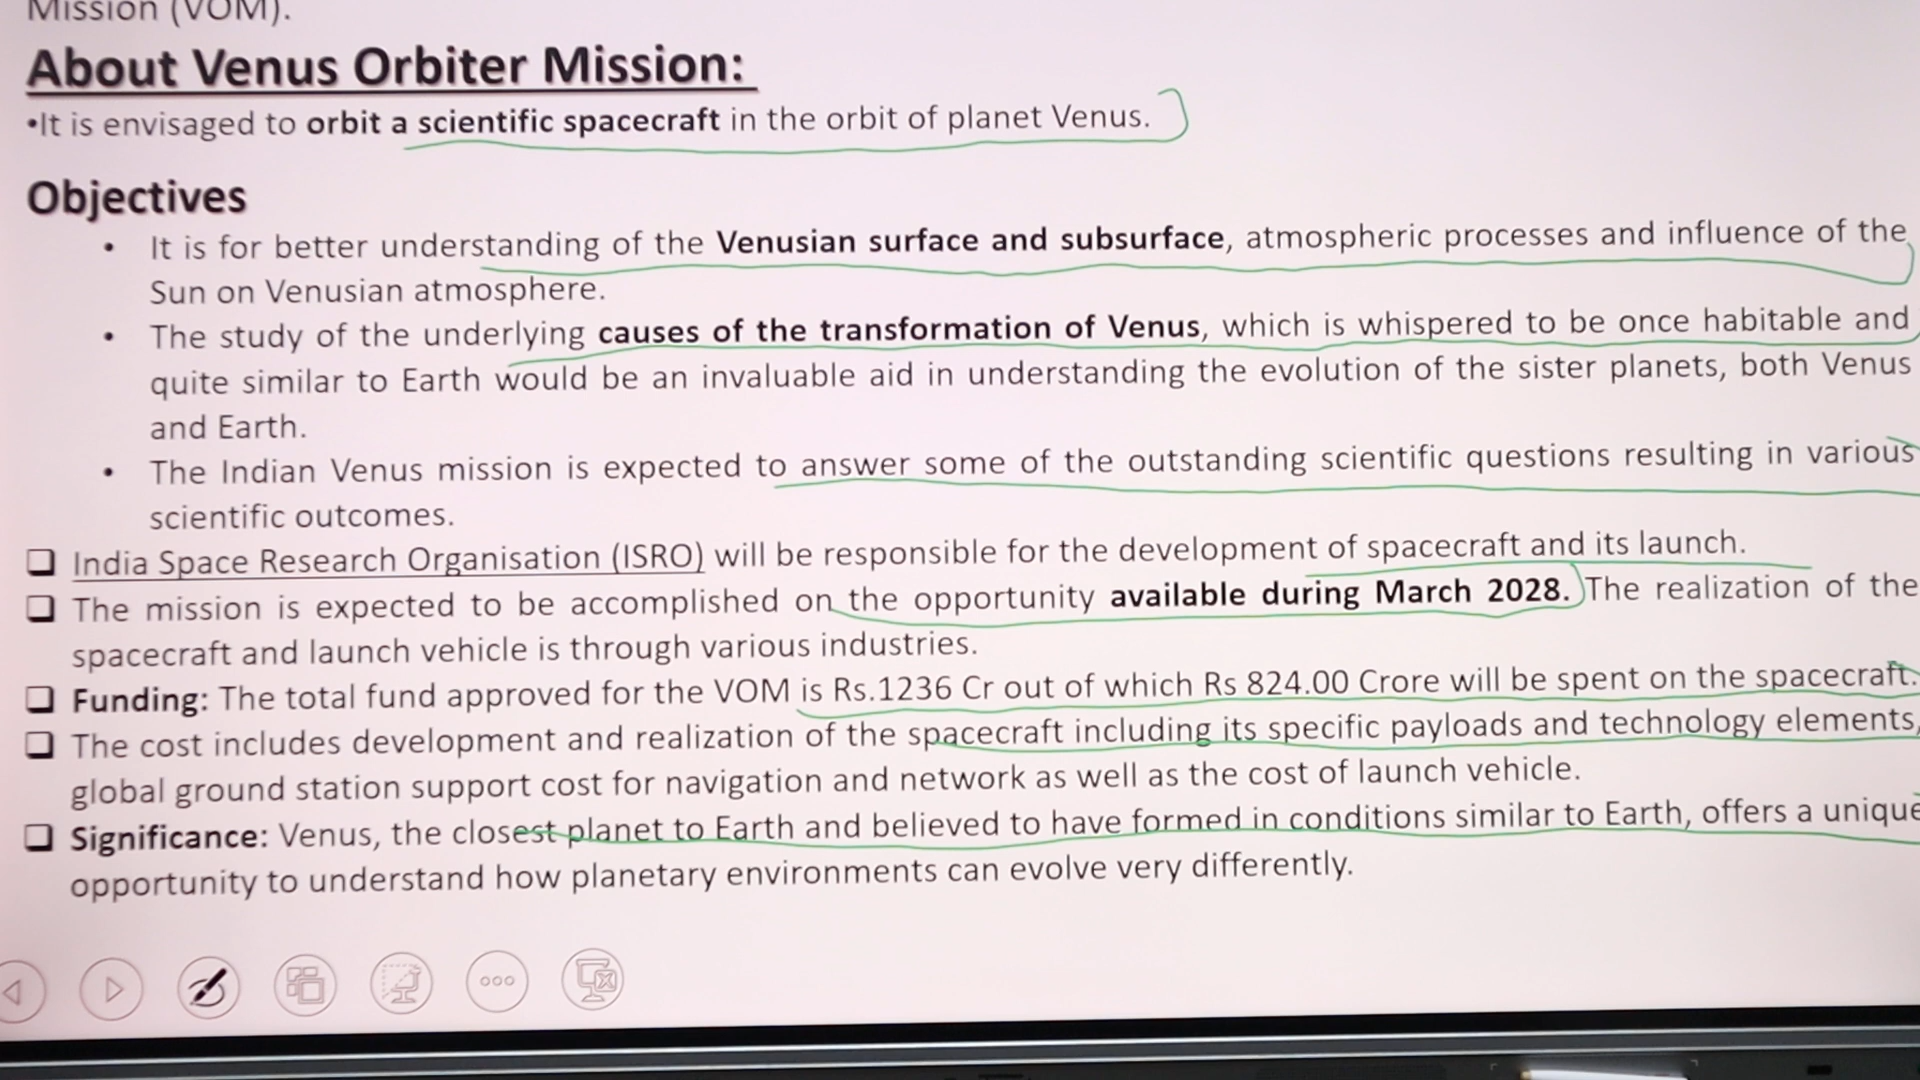 Mission (VOM).
About Venus Orbiter Mission:
•It is envisaged to orbit a scientific spacecraft in the orbit of planet Venus.
Objectives
• It is for better understanding of the Venusian surface and subsurface, atmospheric processes and influence of the
Sun on Venusian atmosphere.
• The study of the underlying causes of the transformation of Venus, which is whispered to be once habitable and
quite similar to Earth would be an invaluable aid in understanding the evolution of the sister planets, both Venus
and Earth.
• The Indian Venus mission is expected to answer some of the outstanding scientific questions resulting in various
scientific outcomes.
❑ India Space Research Organisation (ISRO) will be responsible for the development of spacecraft and its launch.
❑ The mission is expected to be accomplished on the opportunity available during March 2028. The realization of the
spacecraft and launch vehicle is through various industries.
❑ Funding: The total fund approved for the VOM is Rs.1236 Cr out of which Rs 824.00 Crore will be spent on the spacecraft.
❑ The cost includes development and realization of the spacecraft including its specific payloads and technology elements,
global ground station support cost for navigation and network as well as the cost of launch vehicle.
❑ Significance: Venus, the closest planet to Earth and believed to have formed in conditions similar to Earth, offers a unique
opportunity to understand how planetary environments can evolve very differently.